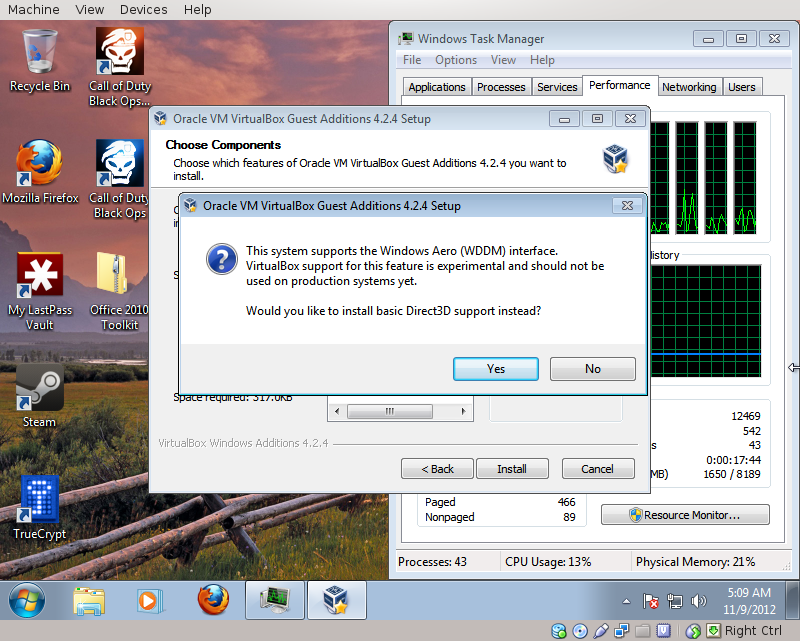 Machine View Devices Help
Recycle Bin
Call of Duty
Black Ops...
Mozilla Firefox
Call of Duty
Black Ops
My LastPass
Vault
Office 2010
Toolkit
Steam
TrueCrypt
Windows Task Manager
File Options View Help
Applications Processes Services Performance Networking Users
Oracle VM VirtualBox Guest Additions 4.2.4 Setup
Choose Components
Choose which features of Oracle VM VirtualBox Guest Additions 4.2.4 you want to
install.
Oracle VM VirtualBox Guest Additions 4.2.4 Setup
This system supports the Windows Aero (WDDM) interface.
VirtualBox support for this feature is experimental and should not be
used on production systems yet.
Would you like to install basic Direct3D support instead?
Yes No
Space required: 317.0KB
VirtualBox Windows Additions 4.2.4
< Back Install Cancel
12469
542
43
0:00:17:44
MB) 1650 / 8189
Paged 466
Nonpaged 89
Resource Monitor...
Processes: 43 CPU Usage: 13% Physical Memory: 21%
5:09 AM
11/9/2012
Right Ctrl